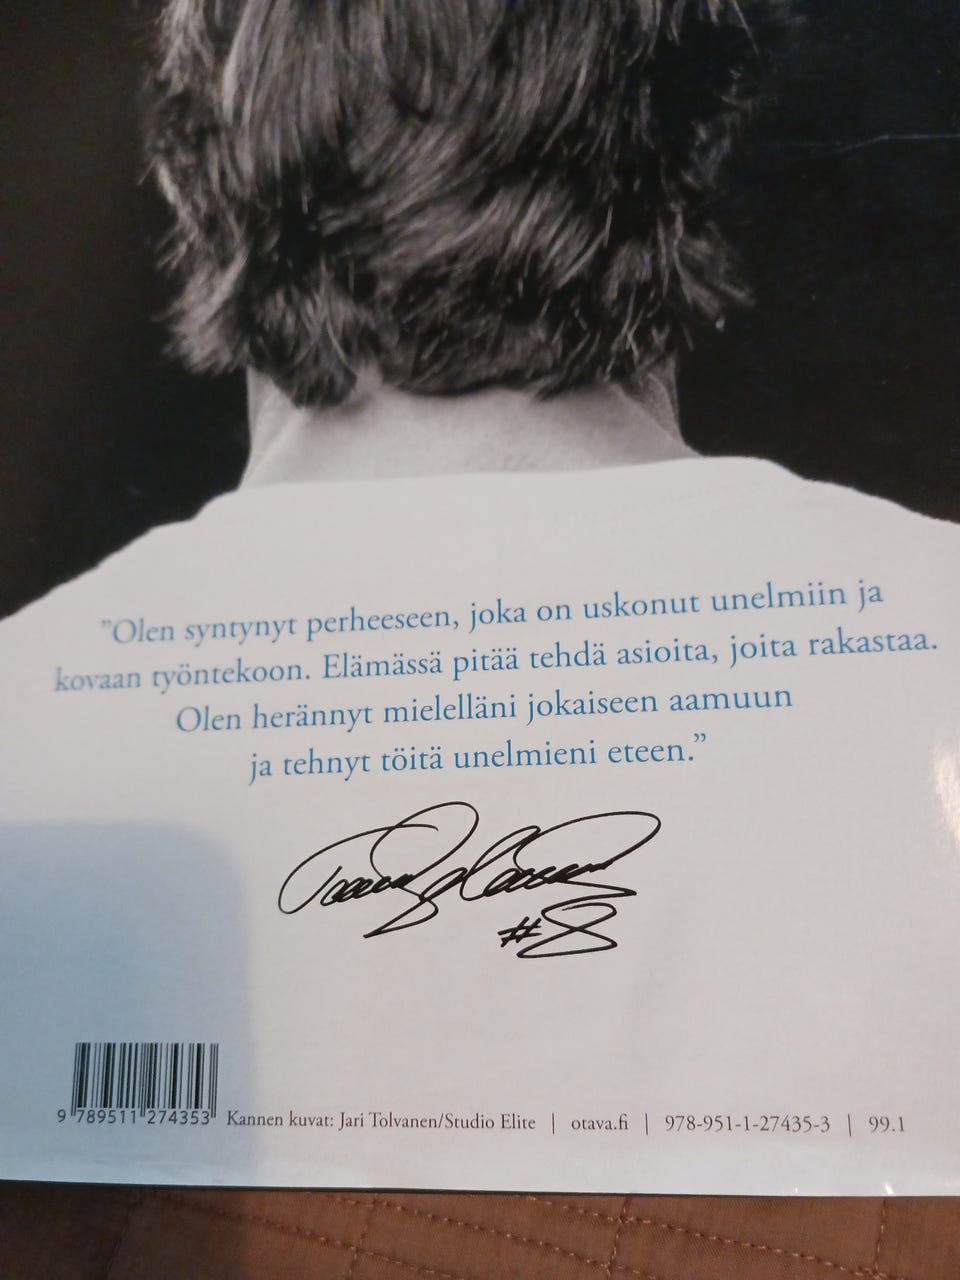 ”Olen syntynyt perheeseen, joka on uskonut unelmiin ja
kovaan työntekoon. Elämässä pitää tehdä asioita, joita rakastaa.
Olen herännyt mielelläni jokaiseen aamuun
ja tehnyt töitä unelmieni eteen.”
#8
9 789511 274353
Kannen kuvat: Jari Tolvanen/Studio Elite | otava.fi | 978-951-1-27435-3 | 99.1